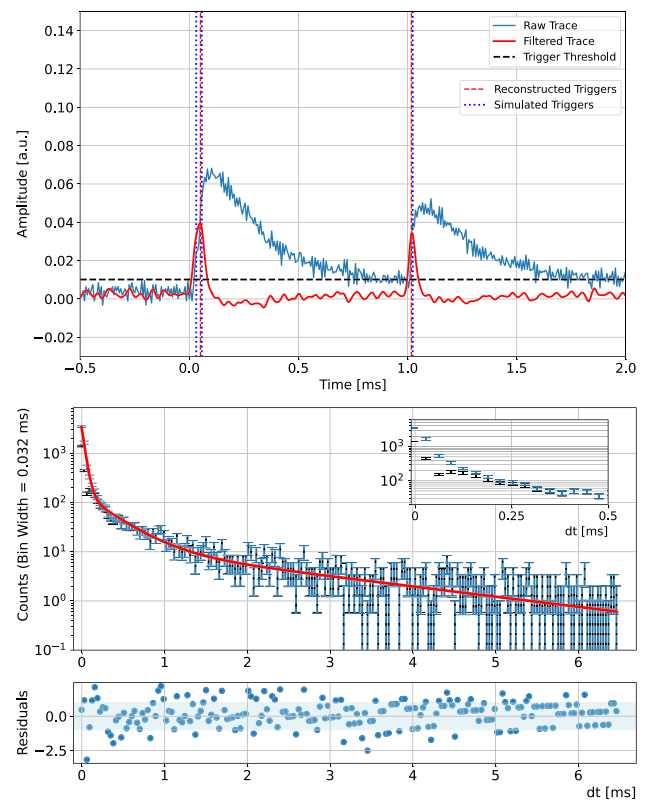 0.14
0.12
0.10
0.08
0.06
0.04
0.02
0.00
−0.02
Amplitude [a.u.]
Raw Trace
Filtered Trace
Trigger Threshold
Reconstructed Triggers
Simulated Triggers
−0.5 0.0 0.5 1.0 1.5 2.0
Time [ms]
10³
10²
10¹
10⁰
10⁻¹
Counts (Bin Width = 0.032 ms)
10³
10²
0 0.25 0.5
dt [ms]
0 1 2 3 4 5 6
0.0
−2.5
Residuals
0 1 2 3 4 5 6
dt [ms]